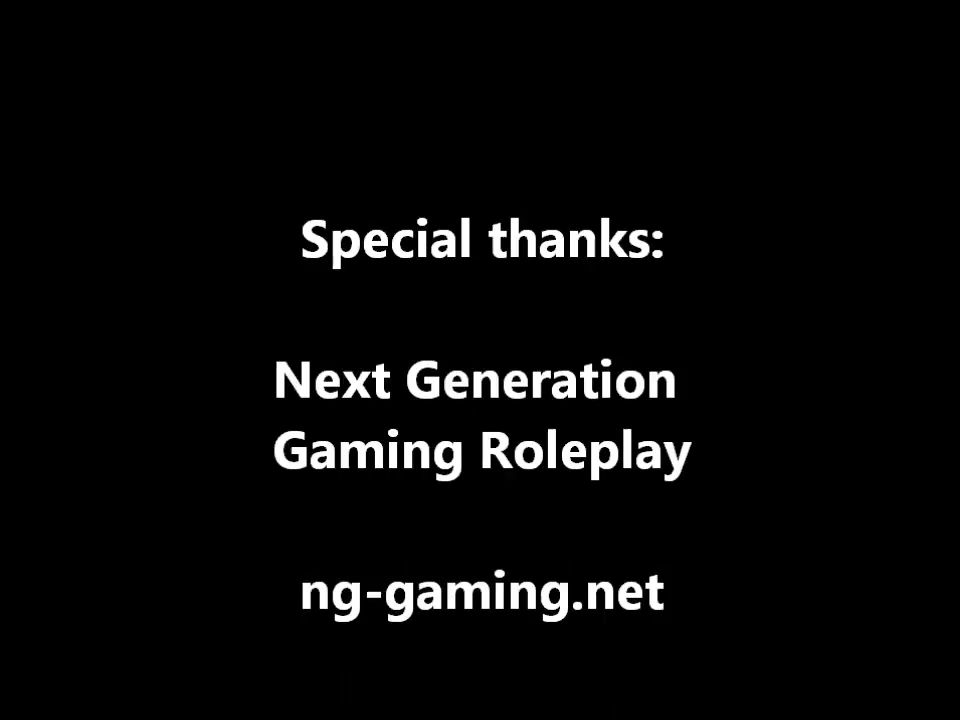 Special thanks:
Next Generation
Gaming Roleplay
ng-gaming.net